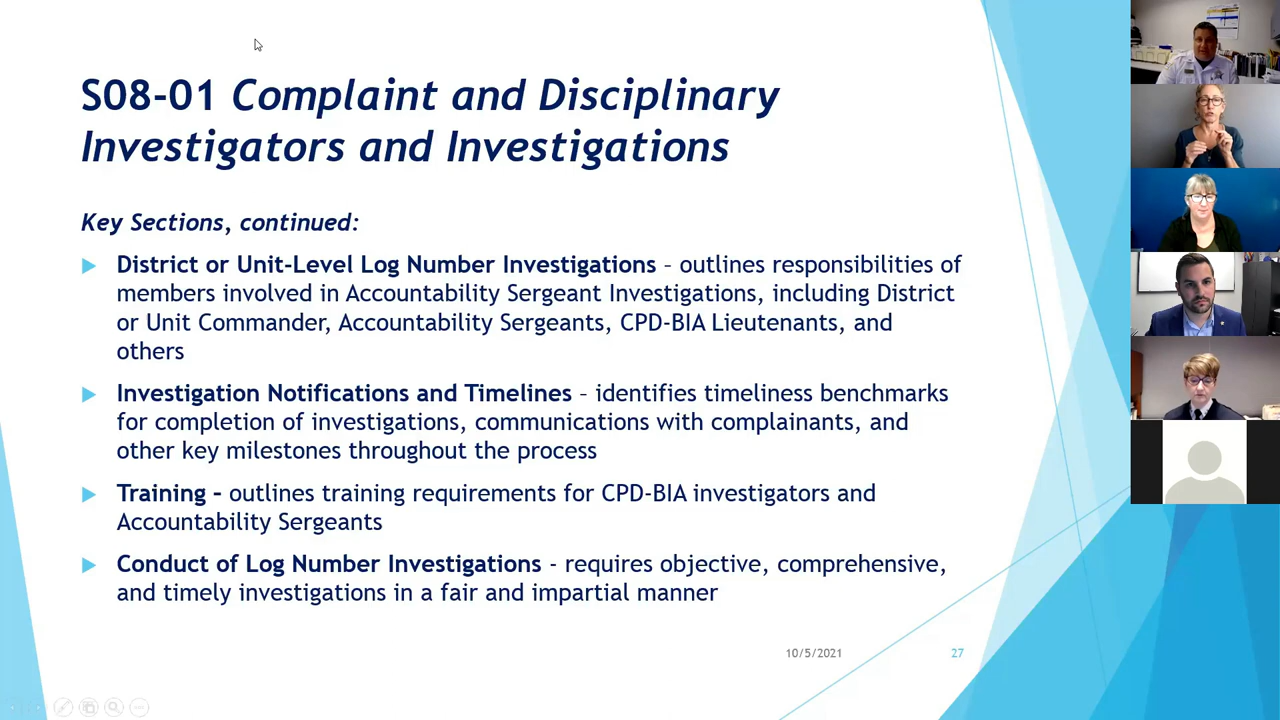 S08-01 Complaint and Disciplinary
Investigators and Investigations
Key Sections, continued:
District or Unit-Level Log Number Investigations – outlines responsibilities of
members involved in Accountability Sergeant Investigations, including District
or Unit Commander, Accountability Sergeants, CPD-BIA Lieutenants, and
others
Investigation Notifications and Timelines – identifies timeliness benchmarks
for completion of investigations, communications with complainants, and
other key milestones throughout the process
Training - outlines training requirements for CPD-BIA investigators and
Accountability Sergeants
Conduct of Log Number Investigations - requires objective, comprehensive,
and timely investigations in a fair and impartial manner
10/5/2021
27